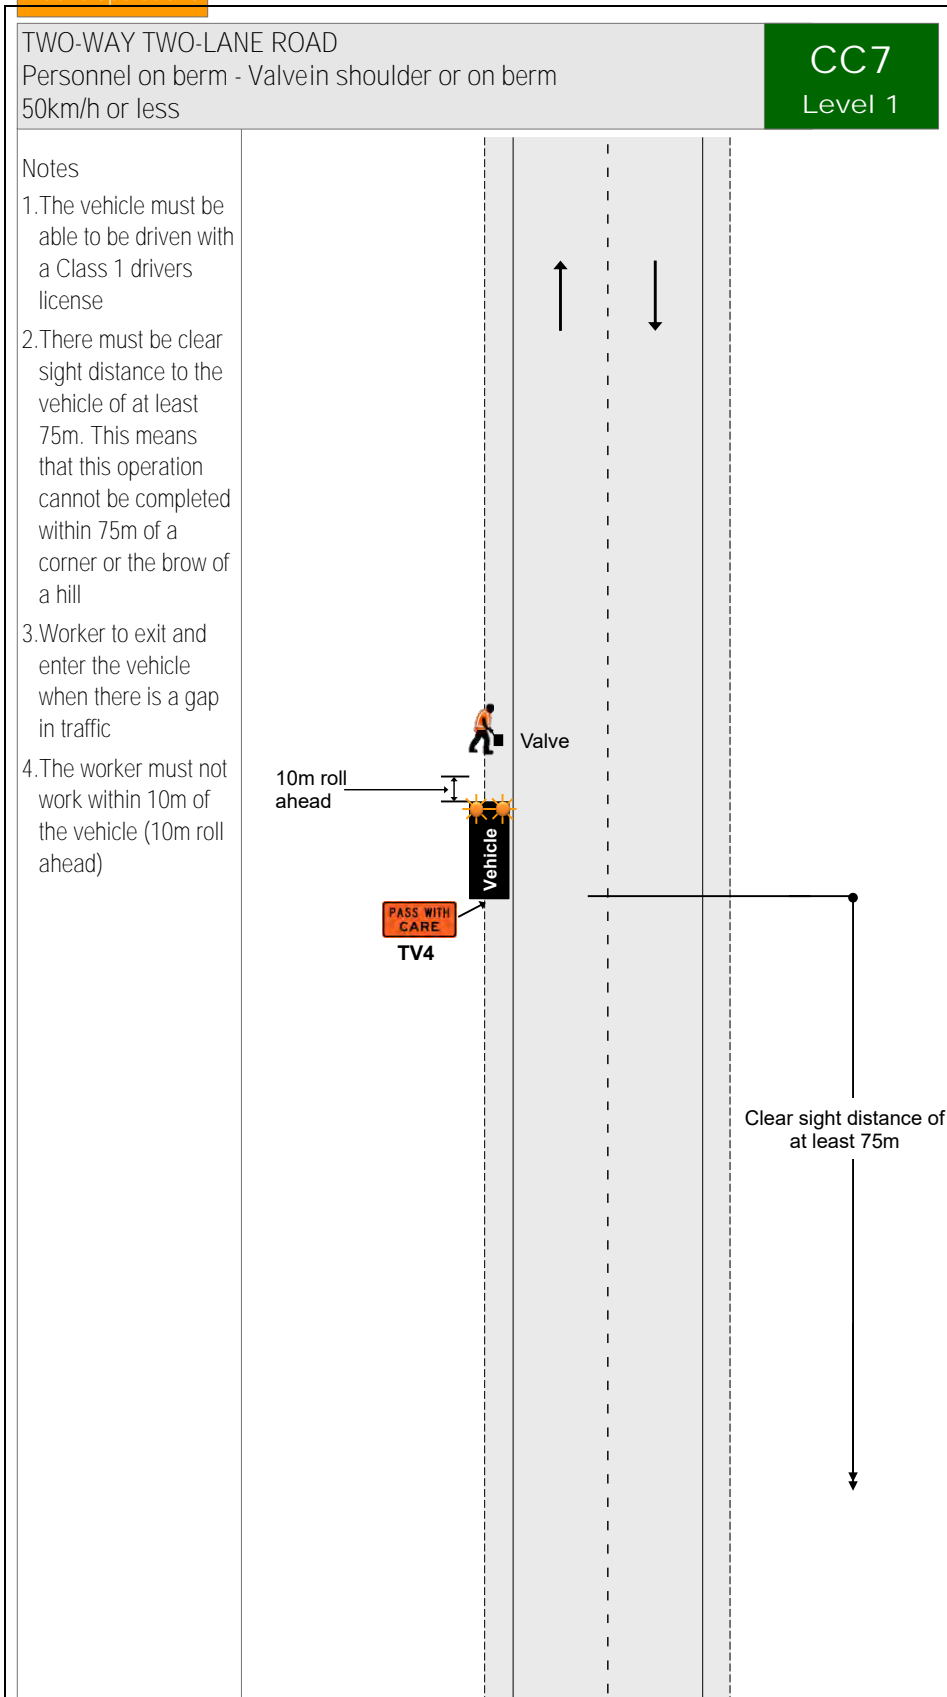 TWO-WAY TWO-LANE ROAD
Personnel on berm - Valvein shoulder or on berm
50km/h or less
CC7
Level 1
Notes
1.The vehicle must be
able to be driven with
a Class 1 drivers
license
2.There must be clear
sight distance to the
vehicle of at least
75m. This means
that this operation
cannot be completed
within 75m of a
corner or the brow of
a hill
3.Worker to exit and
enter the vehicle
when there is a gap
in traffic
4.The worker must not
work within 10m of
the vehicle (10m roll
ahead)
Valve
10m roll
ahead
Vehicle
PASS WITH
CARE
TV4
Clear sight distance of
at least 75m